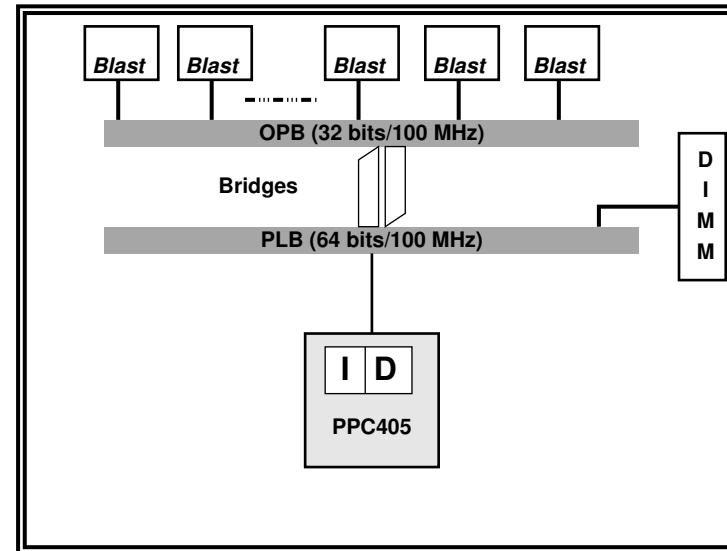 Blast Blast Blast Blast Blast
OPB (32 bits/100 MHz)
Bridges
PLB (64 bits/100 MHz)
D
I
M
M
I D
PPC405